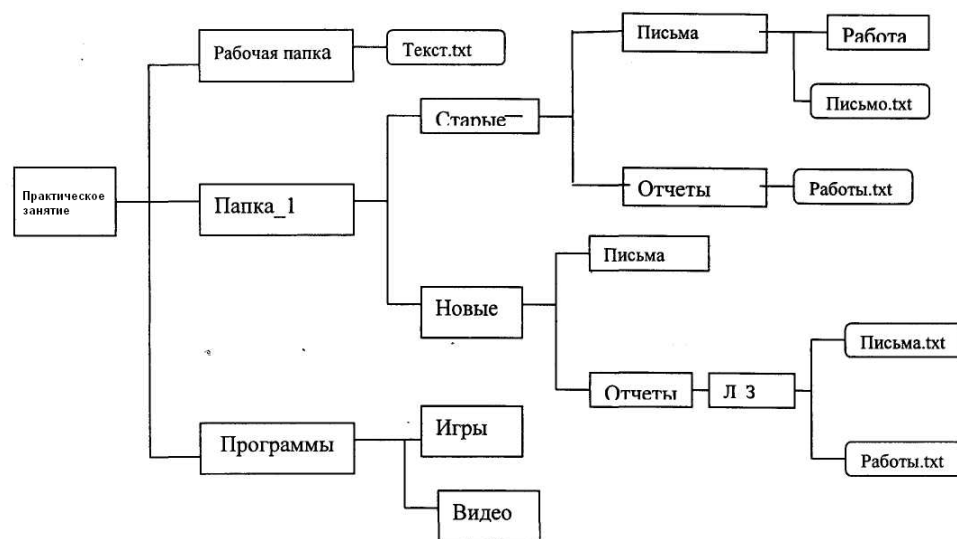 Практическое
занятие
Рабочая папка
Текст.txt
Папка_1
Старые
Письма
Работа
Письмо.txt
Отчеты
Работы.txt
Новые
Письма
Отчеты
Л 3
Письма.txt
Работы.txt
Программы
Игры
Видео